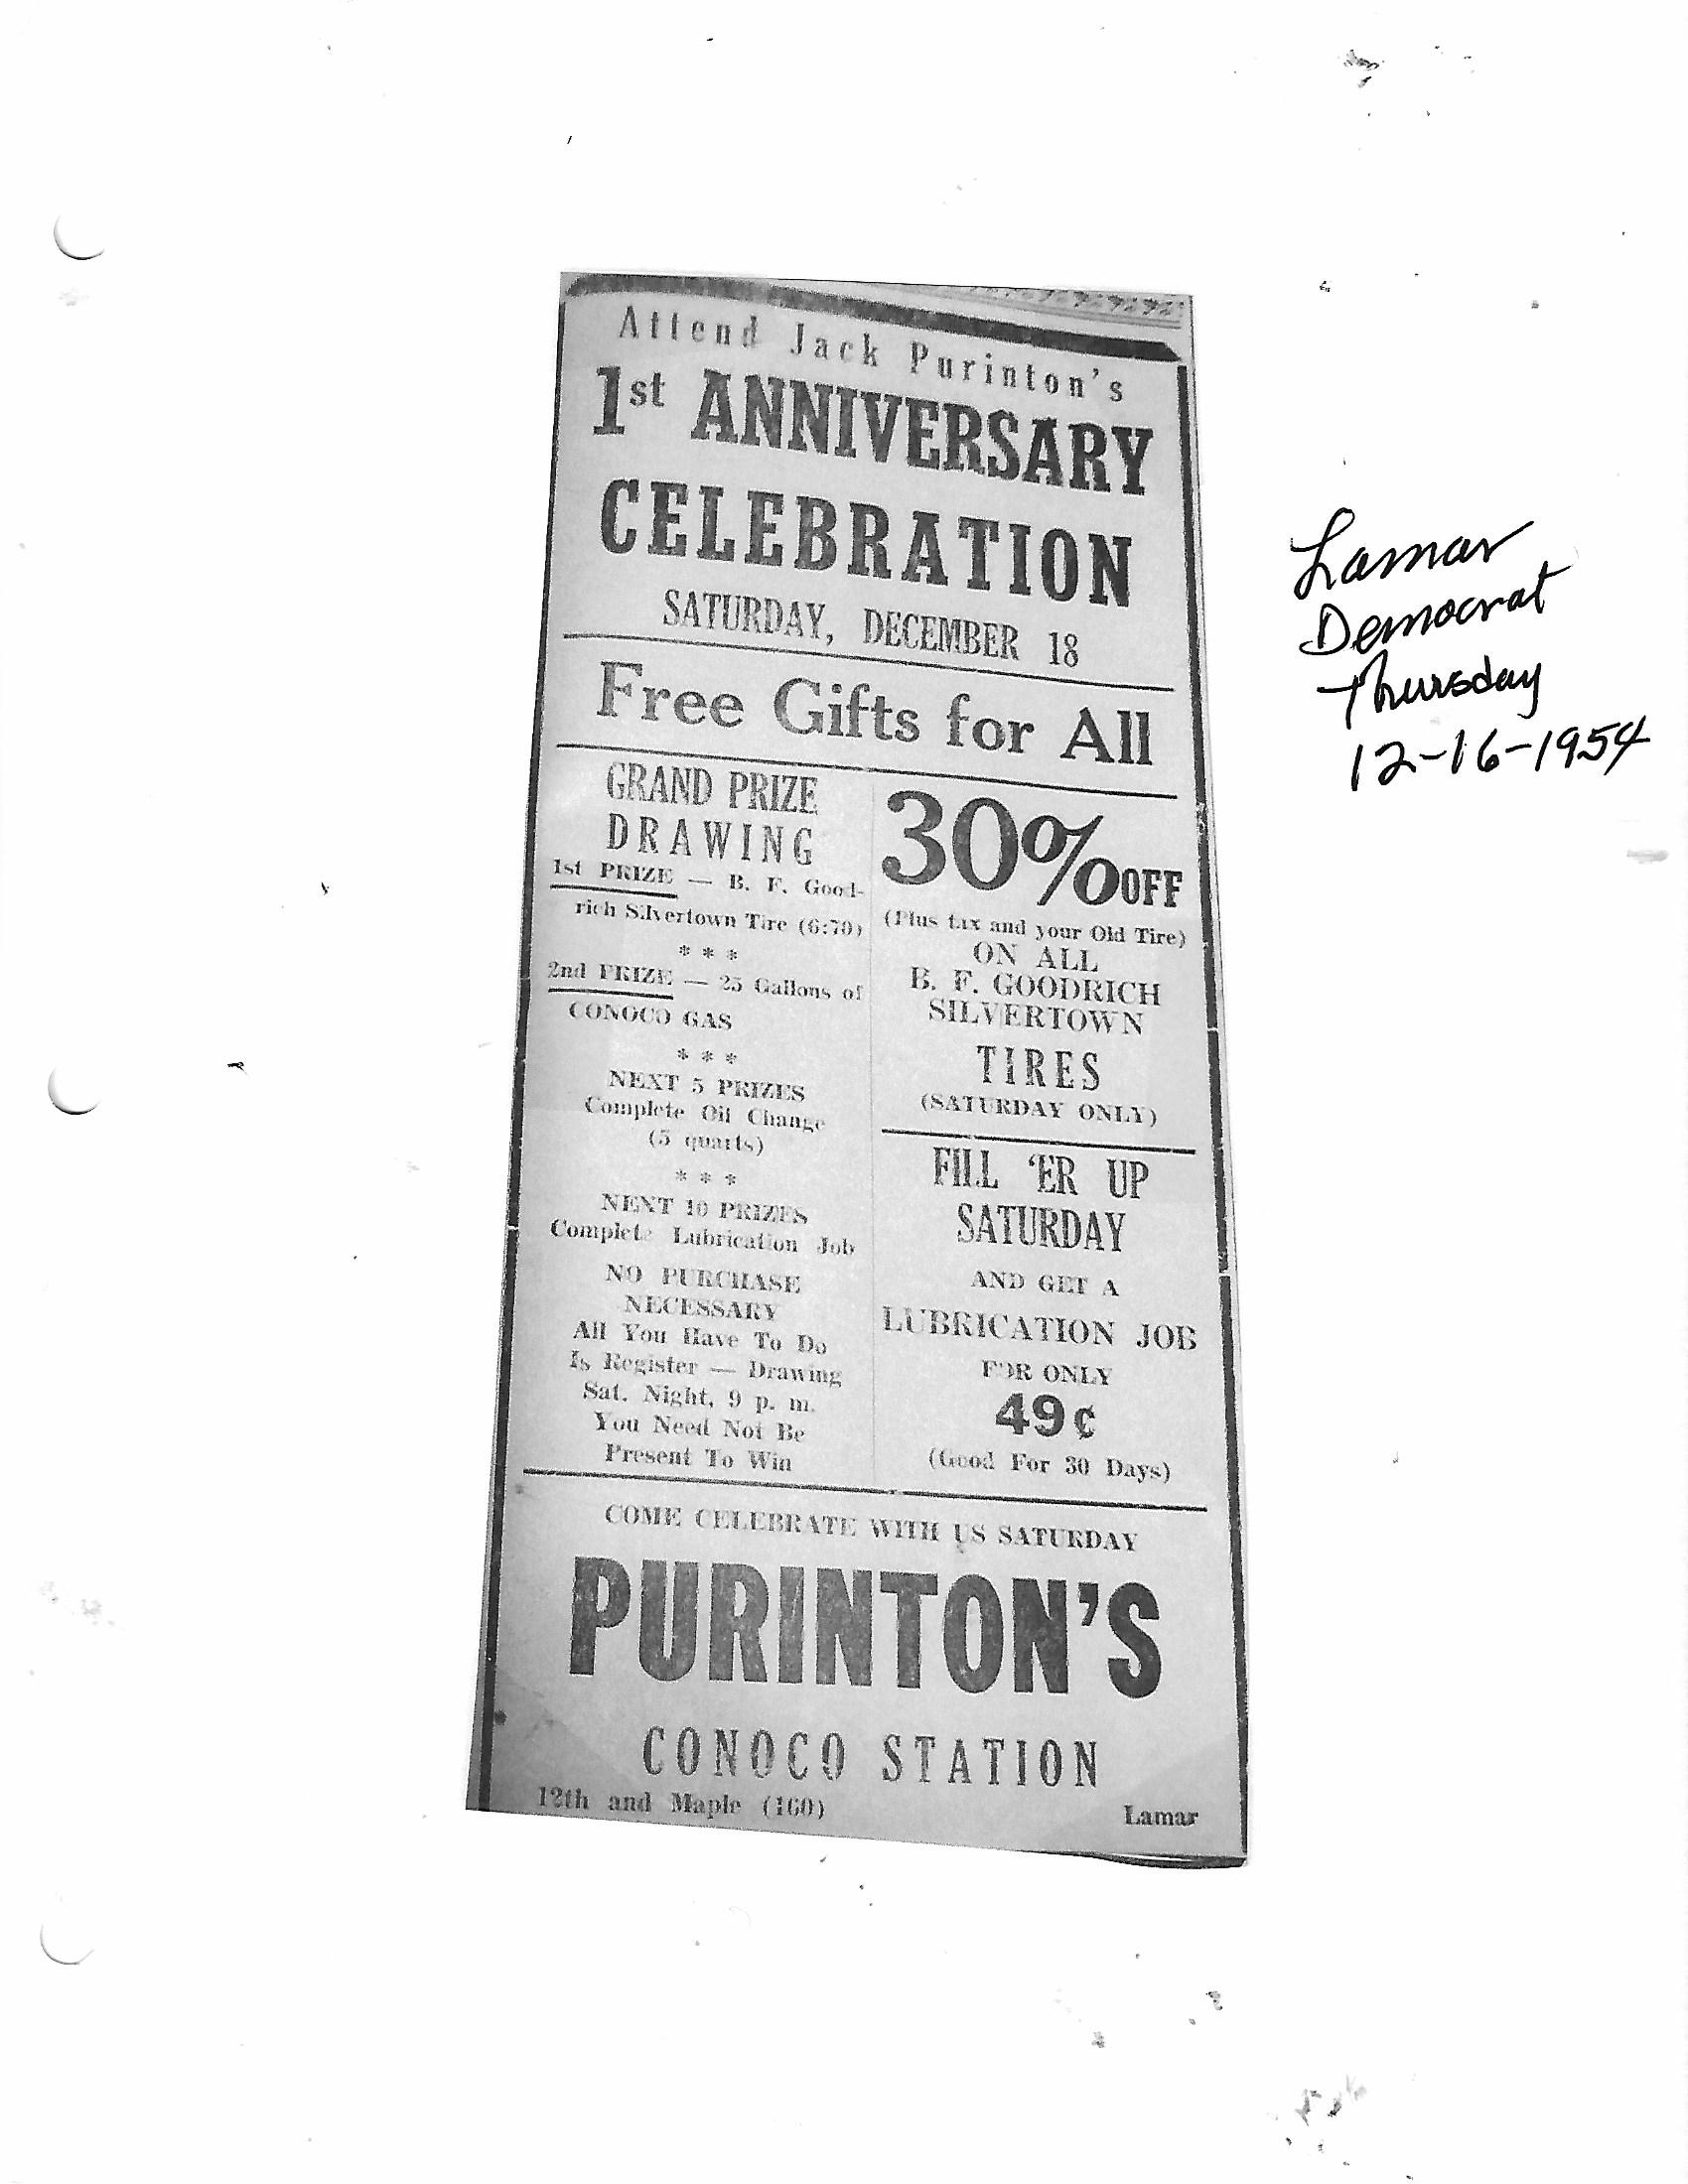 Attend Jack Purinton's
1st ANNIVERSARY
CELEBRATION
SATURDAY, DECEMBER 18
Free Gifts for All
GRAND PRIZE
DRAWING
1st PRIZE — B. F. Good-
rich Silvertown Tire (6:70)
* * *
2nd PRIZE — 25 Gallons of
CONOCO GAS
* * *
NEXT 5 PRIZES
Complete Oil Change
(5 quarts)
* * *
NEXT 10 PRIZES
Complete Lubrication Job
NO PURCHASE
NECESSARY
All You Have To Do
Is Register — Drawing
Sat. Night, 9 p. m.
You Need Not Be
Present To Win
30% OFF
(Plus tax and your Old Tire)
ON ALL
B. F. GOODRICH
SILVERTOWN
TIRES
(SATURDAY ONLY)
FILL 'ER UP
SATURDAY
AND GET A
LUBRICATION JOB
FOR ONLY
49¢
(Good For 30 Days)
COME CELEBRATE WITH US SATURDAY
PURINTON'S
CONOCO STATION
12th and Maple (160) Lamar
Lamar
Democrat
Thursday
12-16-1954